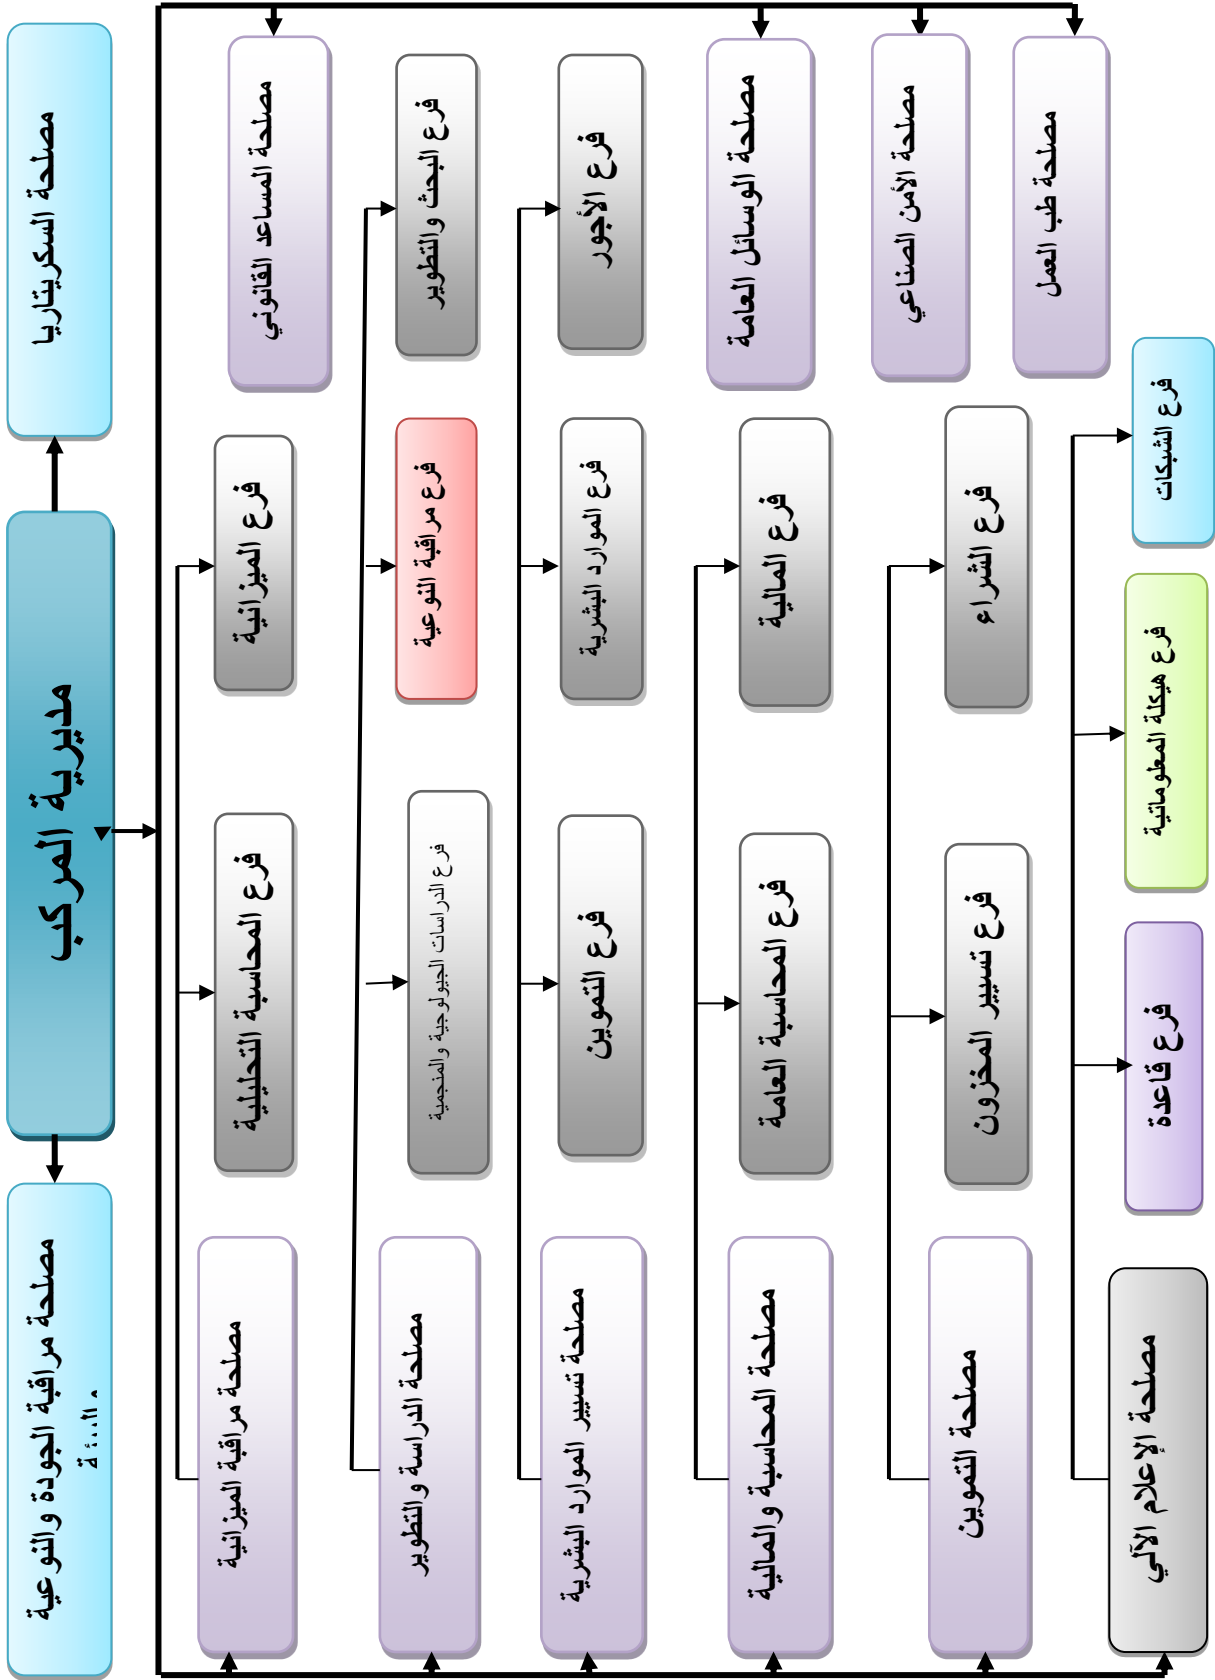 مديرية المركب
مصلحة السكريتاريا
مصلحة مراقبة الجودة والنوعية
مصلحة مراقبة الميزانية
فرع المحاسبة التحليلية
فرع الميزانية
مصلحة المساعد القانوني
مصلحة الدراسة والتطوير
فرع الدراسات الجيولوجية والمنجمية
فرع مراقبة النوعية
فرع البحث والتطوير
مصلحة تسيير الموارد البشرية
فرع التموين
فرع الموارد البشرية
فرع الأجور
مصلحة المحاسبة والمالية
فرع المحاسبة العامة
فرع المالية
مصلحة الوسائل العامة
مصلحة التموين
فرع تسيير المخزون
فرع الشراء
مصلحة الأمن الصناعي
مصلحة طب العمل
مصلحة الإعلام الآلي
فرع قاعدة
فرع هيكلة المعلوماتية
فرع الشبكات